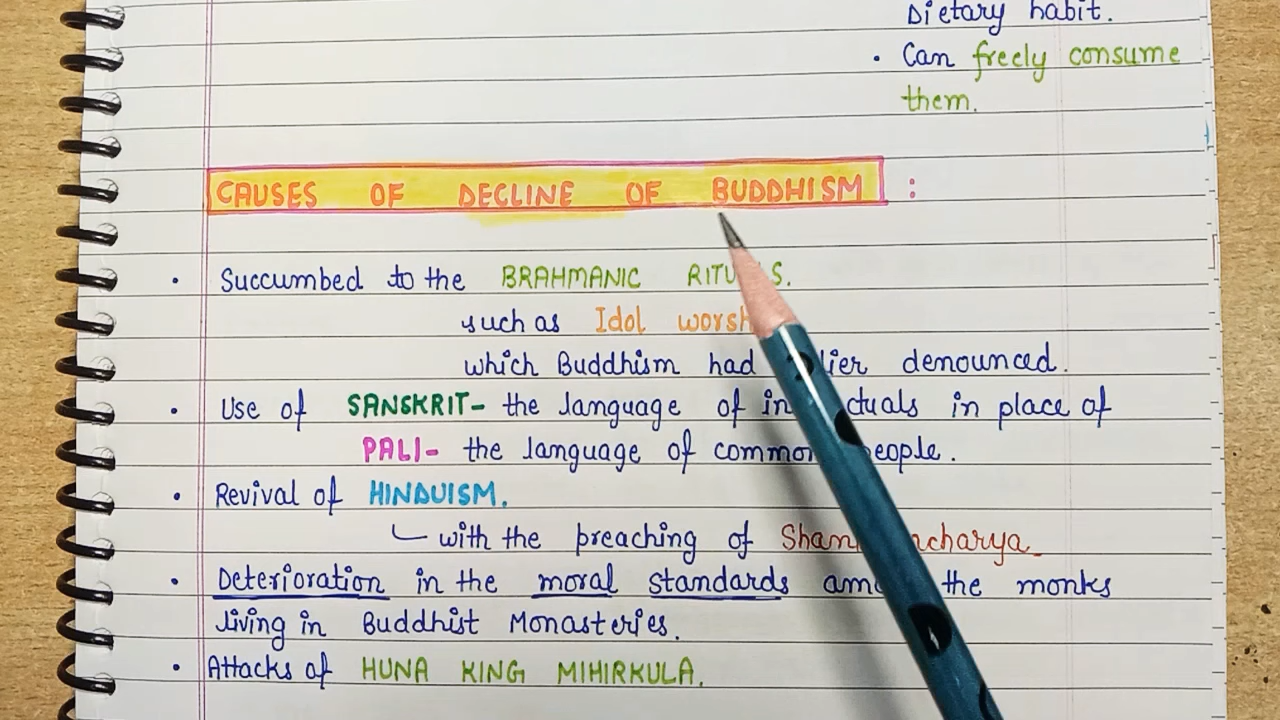 Dietary habit.
• Can freely consume
them.
CAUSES OF DECLINE OF BUDDHISM :
• Succumbed to the BRAHMANIC RITUALS.
such as Idol
which Buddhism had denounced.
• Use of SANSKRIT- the language of in place of
PALI- the language of common people.
• Revival of HINDUISM.
with the preaching of
• Deterioration in the moral standards the monks
living in Buddhist Monasteries.
• Attacks of HUNA KING MIHIRKULA.